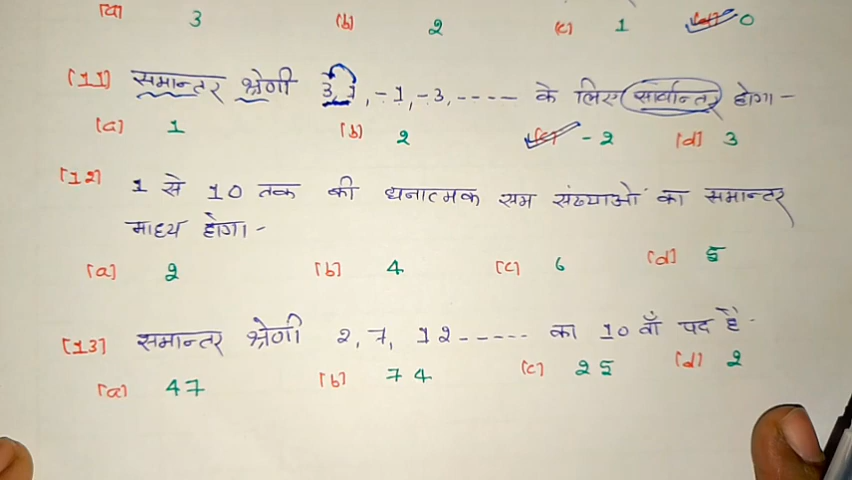 [a] 3 [b] 2 [c] 1 [d] 0
[11] समान्तर श्रेणी 3, 1, -1, -3, ---- के लिए सार्वान्तर होगा -
[a] 1 [b] 2 [c] -2 [d] 3
[12] 1 से 10 तक की धनात्मक सम संख्याओं का समान्तर
माध्य होगा -
[a] 2 [b] 4 [c] 6 [d] 5
[13] समान्तर श्रेणी 2, 7, 12 ----- का 10 वाँ पद है -
[a] 47 [b] 74 [c] 25 [d] 2